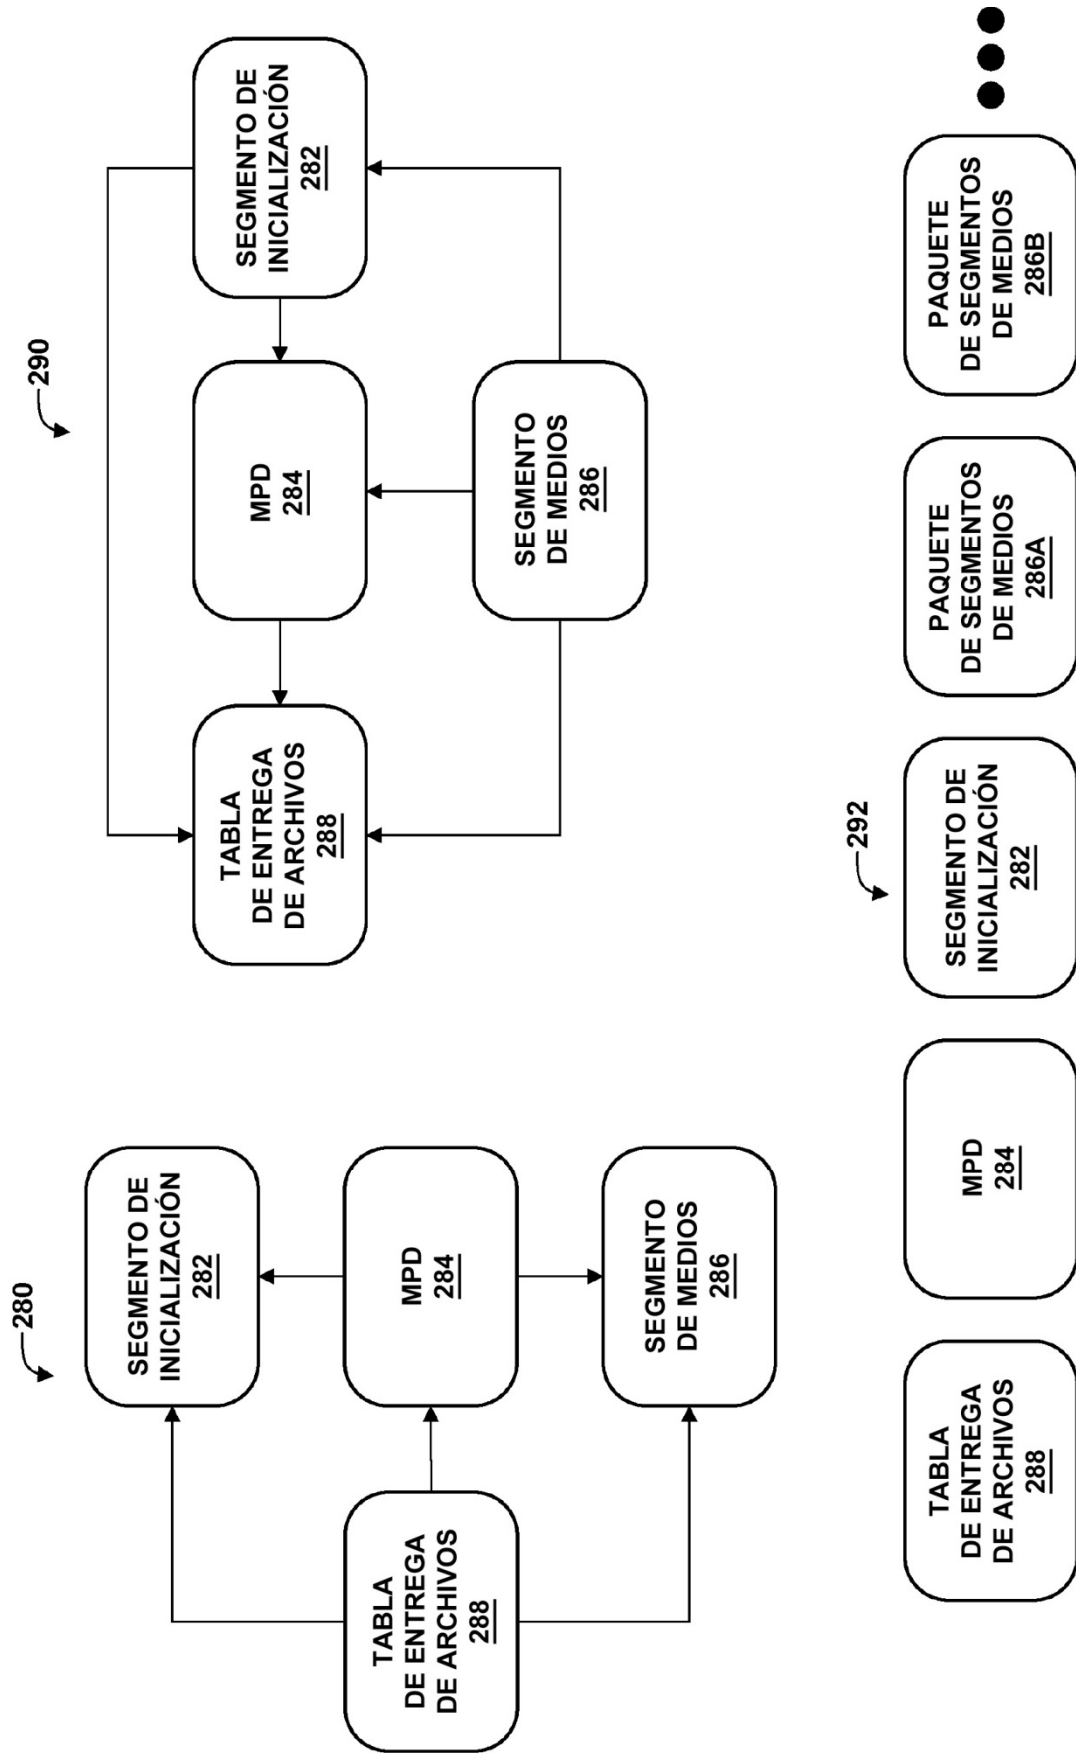 280
SEGMENTO DE
INICIALIZACIÓN
282
TABLA
DE ENTREGA
DE ARCHIVOS
288
MPD
284
SEGMENTO
DE MEDIOS
286
290
TABLA
DE ENTREGA
DE ARCHIVOS
288
MPD
284
SEGMENTO DE
INICIALIZACIÓN
282
SEGMENTO
DE MEDIOS
286
292
TABLA
DE ENTREGA
DE ARCHIVOS
288
MPD
284
SEGMENTO DE
INICIALIZACIÓN
282
PAQUETE
DE SEGMENTOS
DE MEDIOS
286A
PAQUETE
DE SEGMENTOS
DE MEDIOS
286B